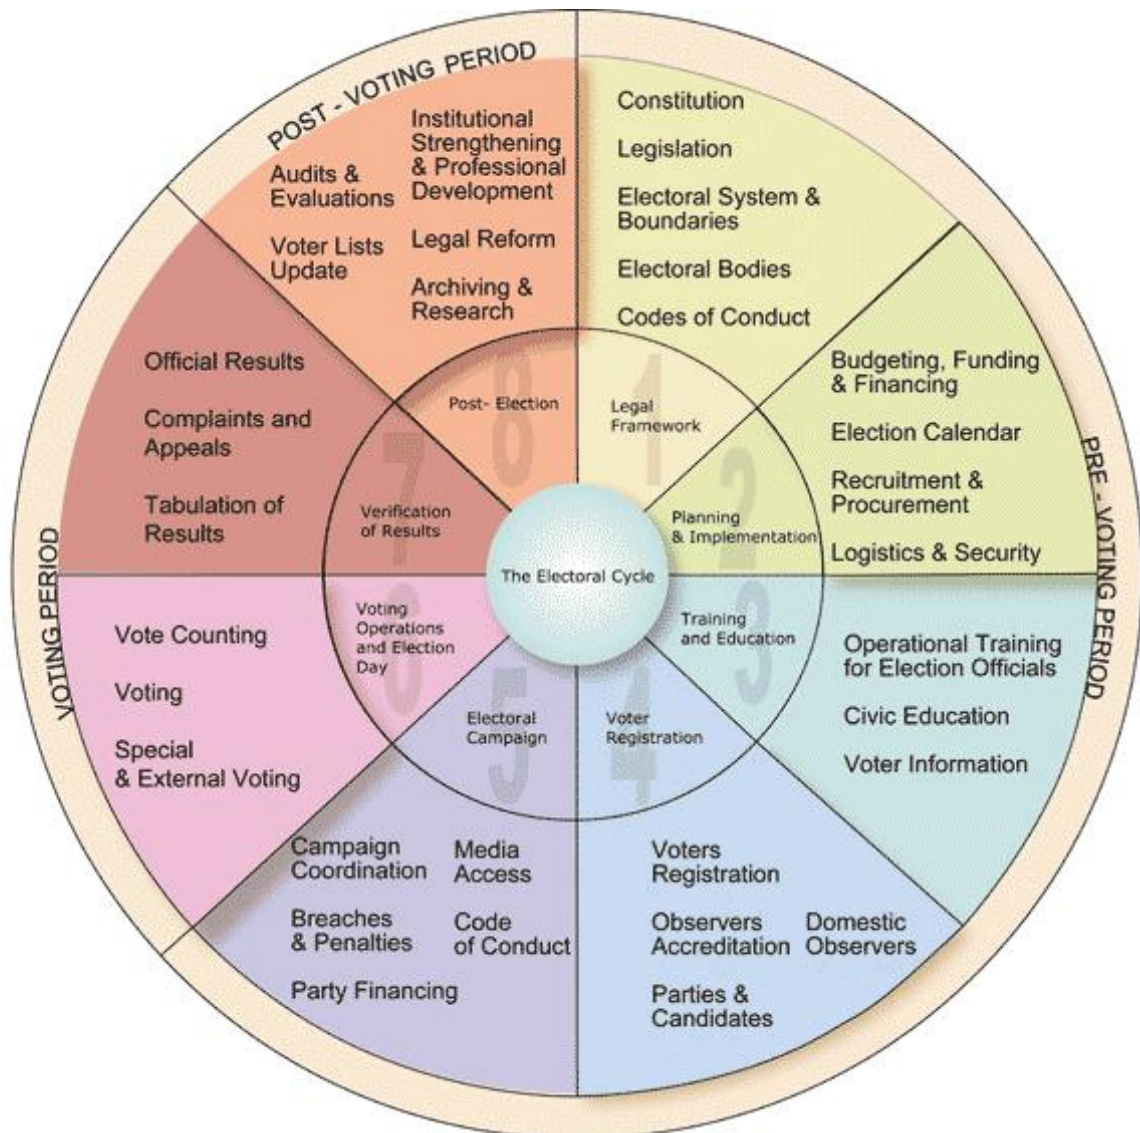 The Electoral Cycle
PRE - VOTING PERIOD
1
Legal
Framework
Constitution
Legislation
Electoral System &
Boundaries
Electoral Bodies
Codes of Conduct
2
Planning
& Implementation
Budgeting, Funding
& Financing
Election Calendar
Recruitment &
Procurement
Logistics & Security
3
Training
and Education
Operational Training
for Election Officials
Civic Education
Voter Information
4
Voter
Registration
Voters
Registration
Observers
Accreditation
Domestic
Observers
Parties &
Candidates
5
Electoral
Campaign
Campaign
Coordination
Media
Access
Breaches
& Penalties
Code
of Conduct
Party Financing
VOTING PERIOD
6
Voting
Operations
and Election
Day
Vote Counting
Voting
Special
& External Voting
7
Verification
of Results
Official Results
Complaints and
Appeals
Tabulation of
Results
POST - VOTING PERIOD
8
Post- Election
Audits &
Evaluations
Voter Lists
Update
Institutional
Strengthening
& Professional
Development
Legal Reform
Archiving &
Research